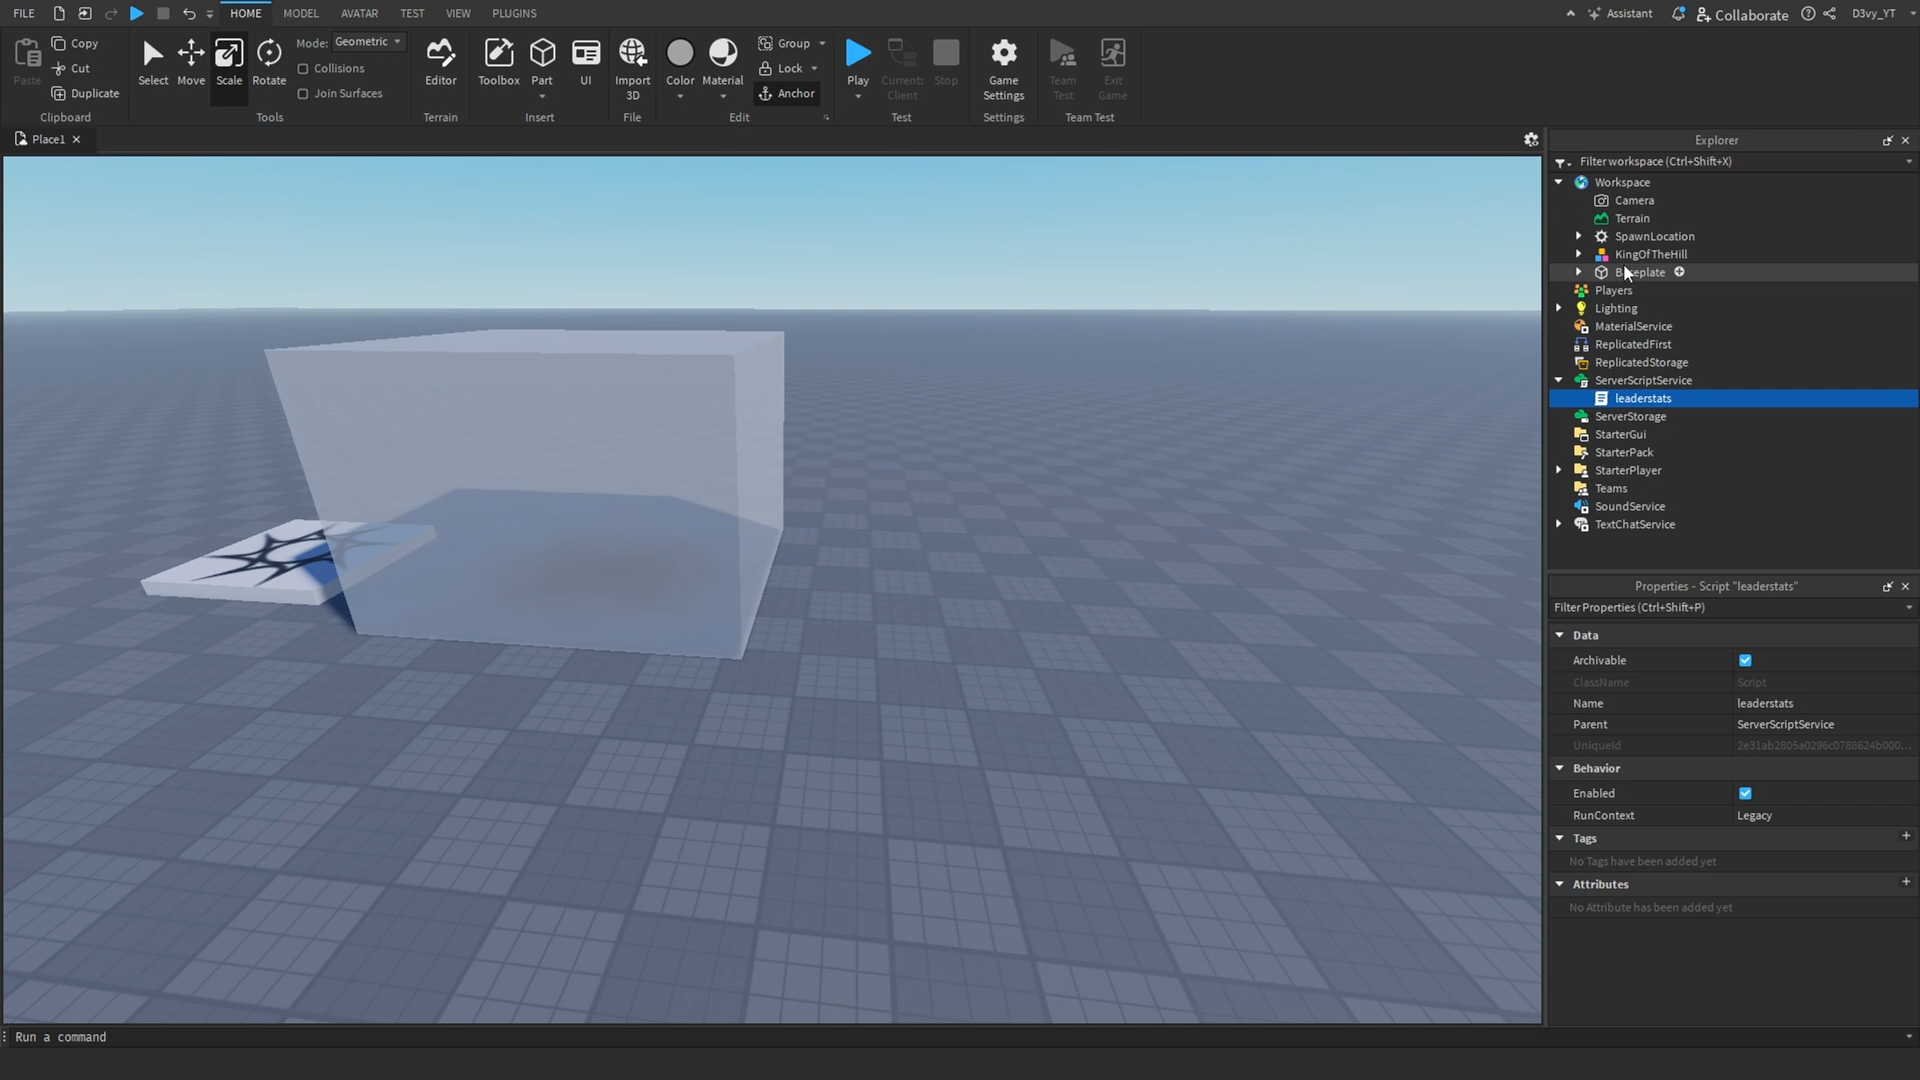 FILE HOME MODEL AVATAR TEST VIEW PLUGINS Assistant Collaborate D3vy_YT
Paste Copy Cut Duplicate Clipboard
Select Move Scale Rotate Mode: Geometric Collisions Join Surfaces Tools
Editor Terrain
Toolbox Part UI Insert
Import 3D File
Color Material Group Lock Anchor Edit
Play Current: Client Stop Test
Game Settings Settings
Team Test Exit Game Team Test
Place1
Explorer
Filter workspace (Ctrl+Shift+X)
Workspace
Camera
Terrain
SpawnLocation
KingOfTheHill
Baseplate
Players
Lighting
MaterialService
ReplicatedFirst
ReplicatedStorage
ServerScriptService
leaderstats
ServerStorage
StarterGui
StarterPack
StarterPlayer
Teams
SoundService
TextChatService
Properties - Script "leaderstats"
Filter Properties (Ctrl+Shift+P)
Data
Archivable
ClassName Script
Name leaderstats
Parent ServerScriptService
UniqueId 2e31ab2805a0296c0788624b000...
Behavior
Enabled
RunContext Legacy
Tags
No Tags have been added yet
Attributes
No Attribute has been added yet
Run a command